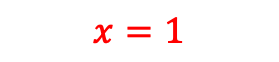 x = 1